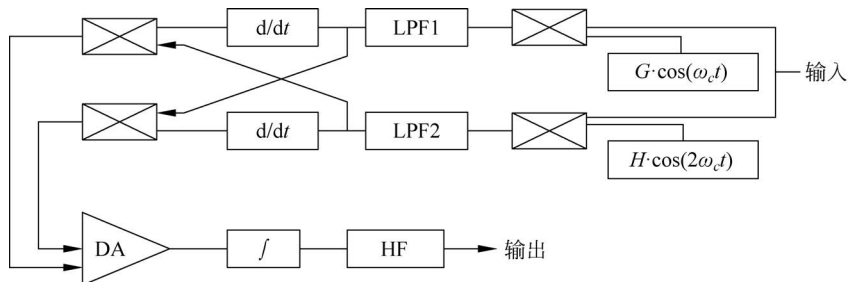 d/dt
LPF1
G·cos(ω_c t)
输入
d/dt
LPF2
H·cos(2ω_c t)
DA
∫
HF
输出